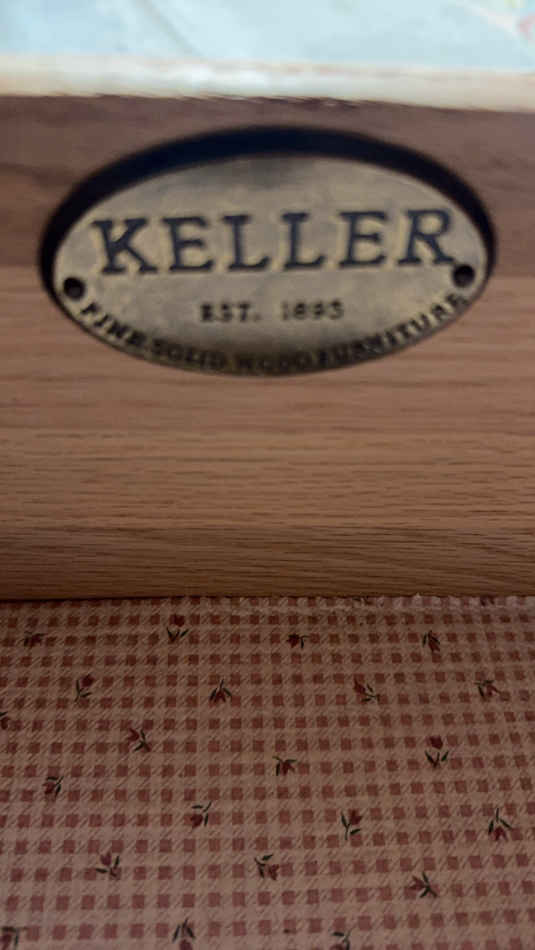 KELLER
EST. 1893
FINE SOLID WOOD FURNITURE